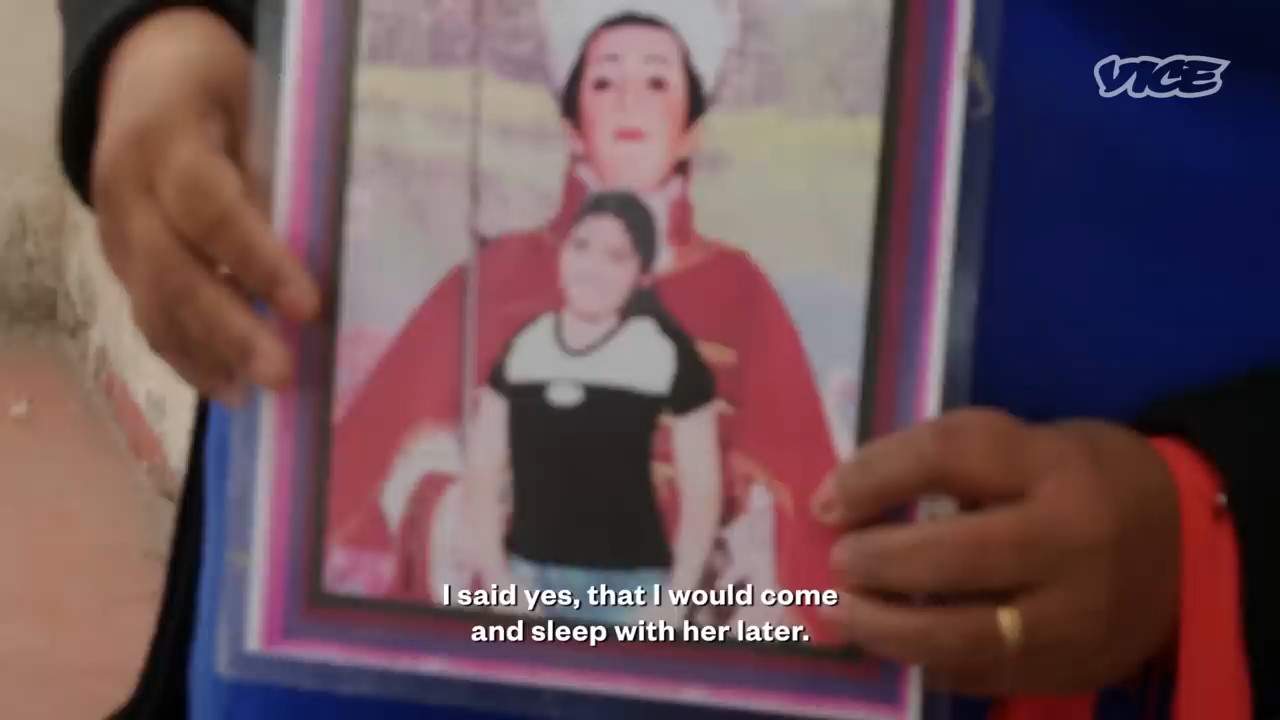 VICE
I said yes, that I would come
and sleep with her later.